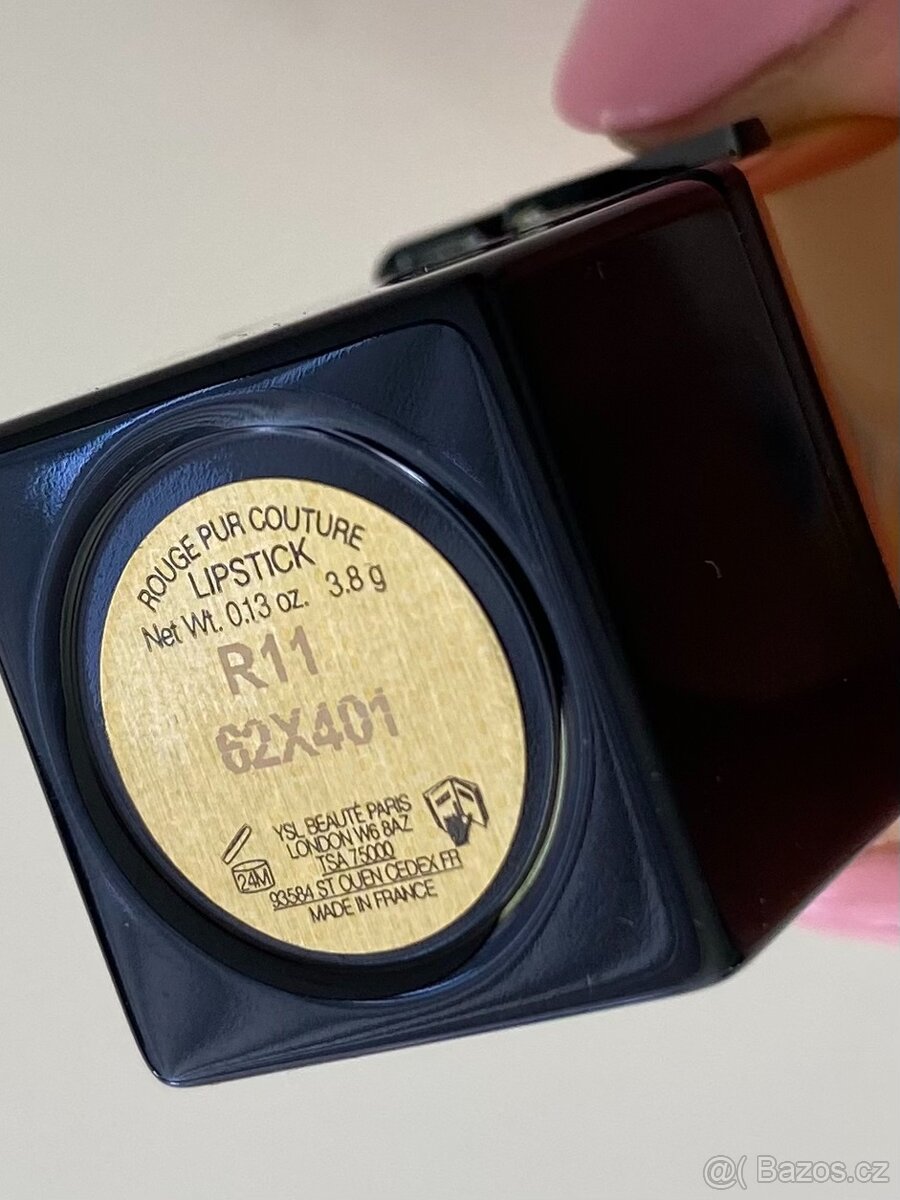 ROUGE PUR COUTURE
LIPSTICK
Net Wt. 0.13 oz. 3.8 g
R11
62X401
24M
YSL BEAUTÉ PARIS
LONDON W6 8AZ
TSA 75000
93584 ST OUEN CEDEX FR
MADE IN FRANCE
@( Bazos.cz